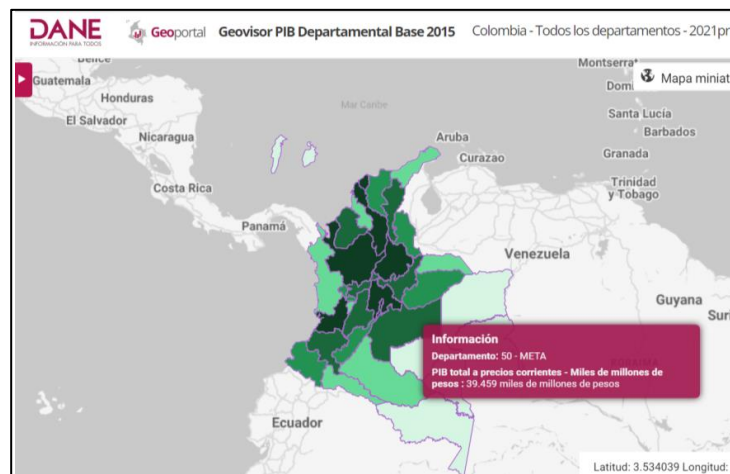 DANE
INFORMACIÓN PARA TODOS
Geoportal
Geovisor PIB Departamental Base 2015
Colombia - Todos los departamentos - 2021pr
Mapa miniat
Belice
Guatemala
Honduras
El Salvador
Nicaragua
Costa Rica
Panamá
Mar Caribe
Aruba
Curazao
Montserrat
Dom
Santa Lucía
Barbados
Granada
Trinidad
y Tobago
Venezuela
Guyana
Suri
Ecuador
Información
Departamento: 50 - META
PIB total a precios corrientes - Miles de millones de
pesos : 39.459 miles de millones de pesos
Latitud: 3.534039 Longitud: